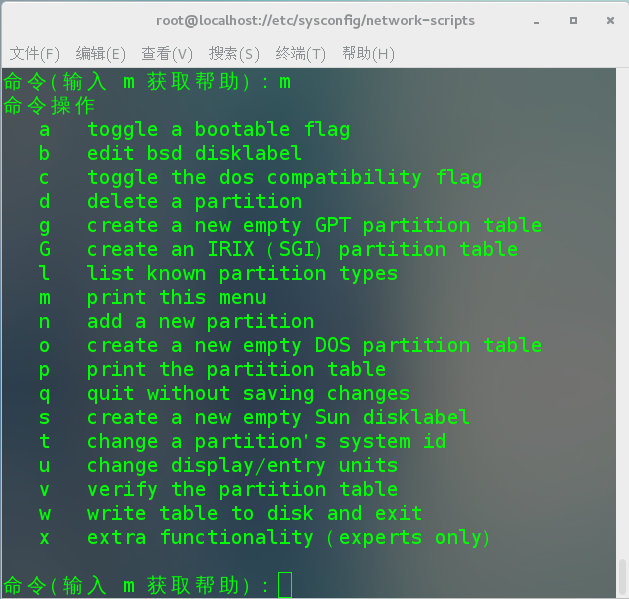 root@localhost://etc/sysconfig/network-scripts
文件(F) 编辑(E) 查看(V) 搜索(S) 终端(T) 帮助(H)
命令(输入 m 获取帮助)：m
命令操作
a toggle a bootable flag
b edit bsd disklabel
c toggle the dos compatibility flag
d delete a partition
g create a new empty GPT partition table
G create an IRIX (SGI) partition table
l list known partition types
m print this menu
n add a new partition
o create a new empty DOS partition table
p print the partition table
q quit without saving changes
s create a new empty Sun disklabel
t change a partition's system id
u change display/entry units
v verify the partition table
w write table to disk and exit
x extra functionality (experts only)
命令(输入 m 获取帮助)：